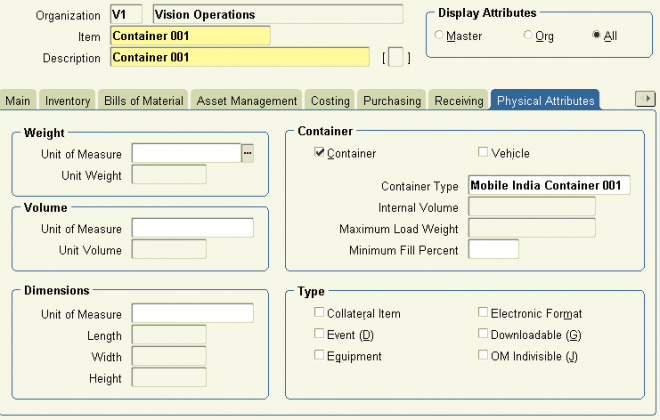 Organization V1 Vision Operations
Display Attributes
Item Container 001
Master Org All
Description Container 001 [ ]
Main Inventory Bills of Material Asset Management Costing Purchasing Receiving Physical Attributes
Weight
Unit of Measure ...
Unit Weight
Volume
Unit of Measure
Unit Volume
Dimensions
Unit of Measure
Length
Width
Height
Container
Container Vehicle
Container Type Mobile India Container 001
Internal Volume
Maximum Load Weight
Minimum Fill Percent
Type
Collateral Item Electronic Format
Event (D) Downloadable (G)
Equipment OM Indivisible (J)